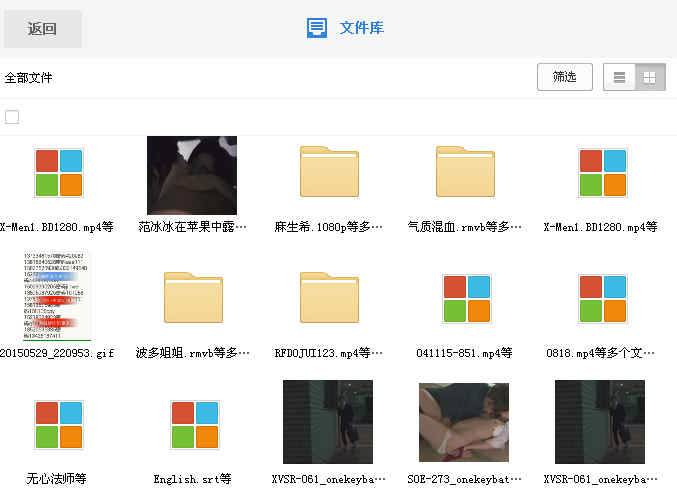 返回
文件库
全部文件
筛选
X-Men1.BD1280.mp4等
范冰冰在苹果中露…
麻生希.1080p等多…
气质混血.rmvb等多…
X-Men1.BD1280.mp4等
20150529_220953.gif
波多姐姐.rmvb等多…
RFDOJUI123.mp4等…
041115-851.mp4等
0818.mp4等多个文…
无心法师等
English.srt等
XVSR-061_onekeyba…
SOE-273_onekeybat…
XVSR-061_onekeyba…